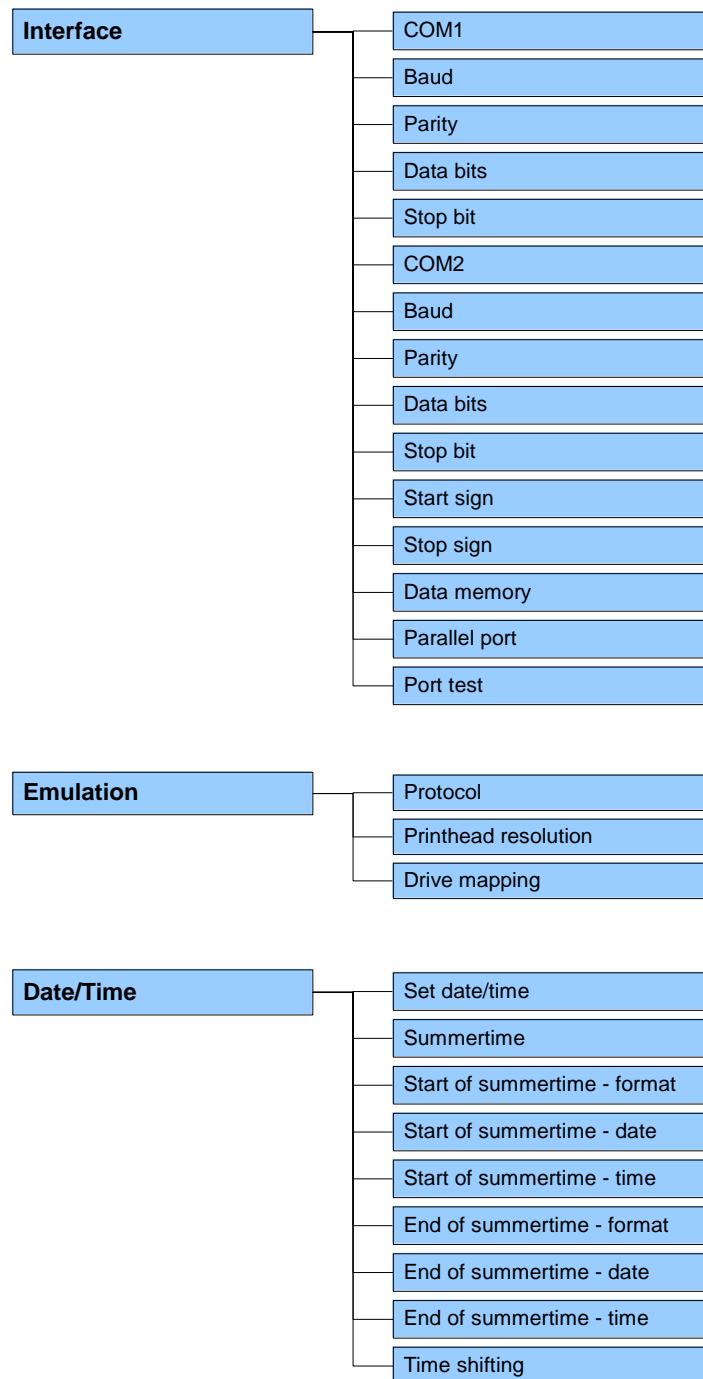 Interface
COM1
Baud
Parity
Data bits
Stop bit
COM2
Baud
Parity
Data bits
Stop bit
Start sign
Stop sign
Data memory
Parallel port
Port test
Emulation
Protocol
Printhead resolution
Drive mapping
Date/Time
Set date/time
Summertime
Start of summertime - format
Start of summertime - date
Start of summertime - time
End of summertime - format
End of summertime - date
End of summertime - time
Time shifting